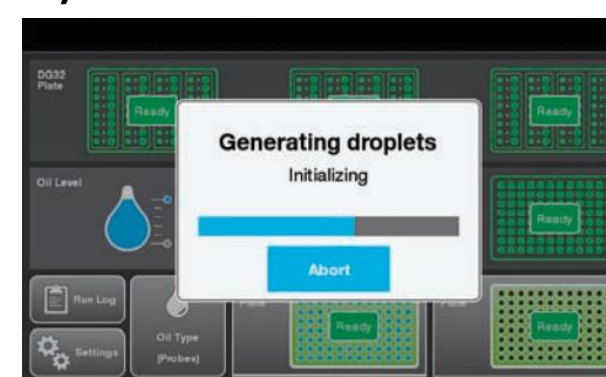 DG32
Plate
Ready
Ready
Generating droplets
Initializing
Abort
Oil Level
Ready
Run Log
Settings
Oil Type
(Probes)
Plate
Ready
Plate
Ready